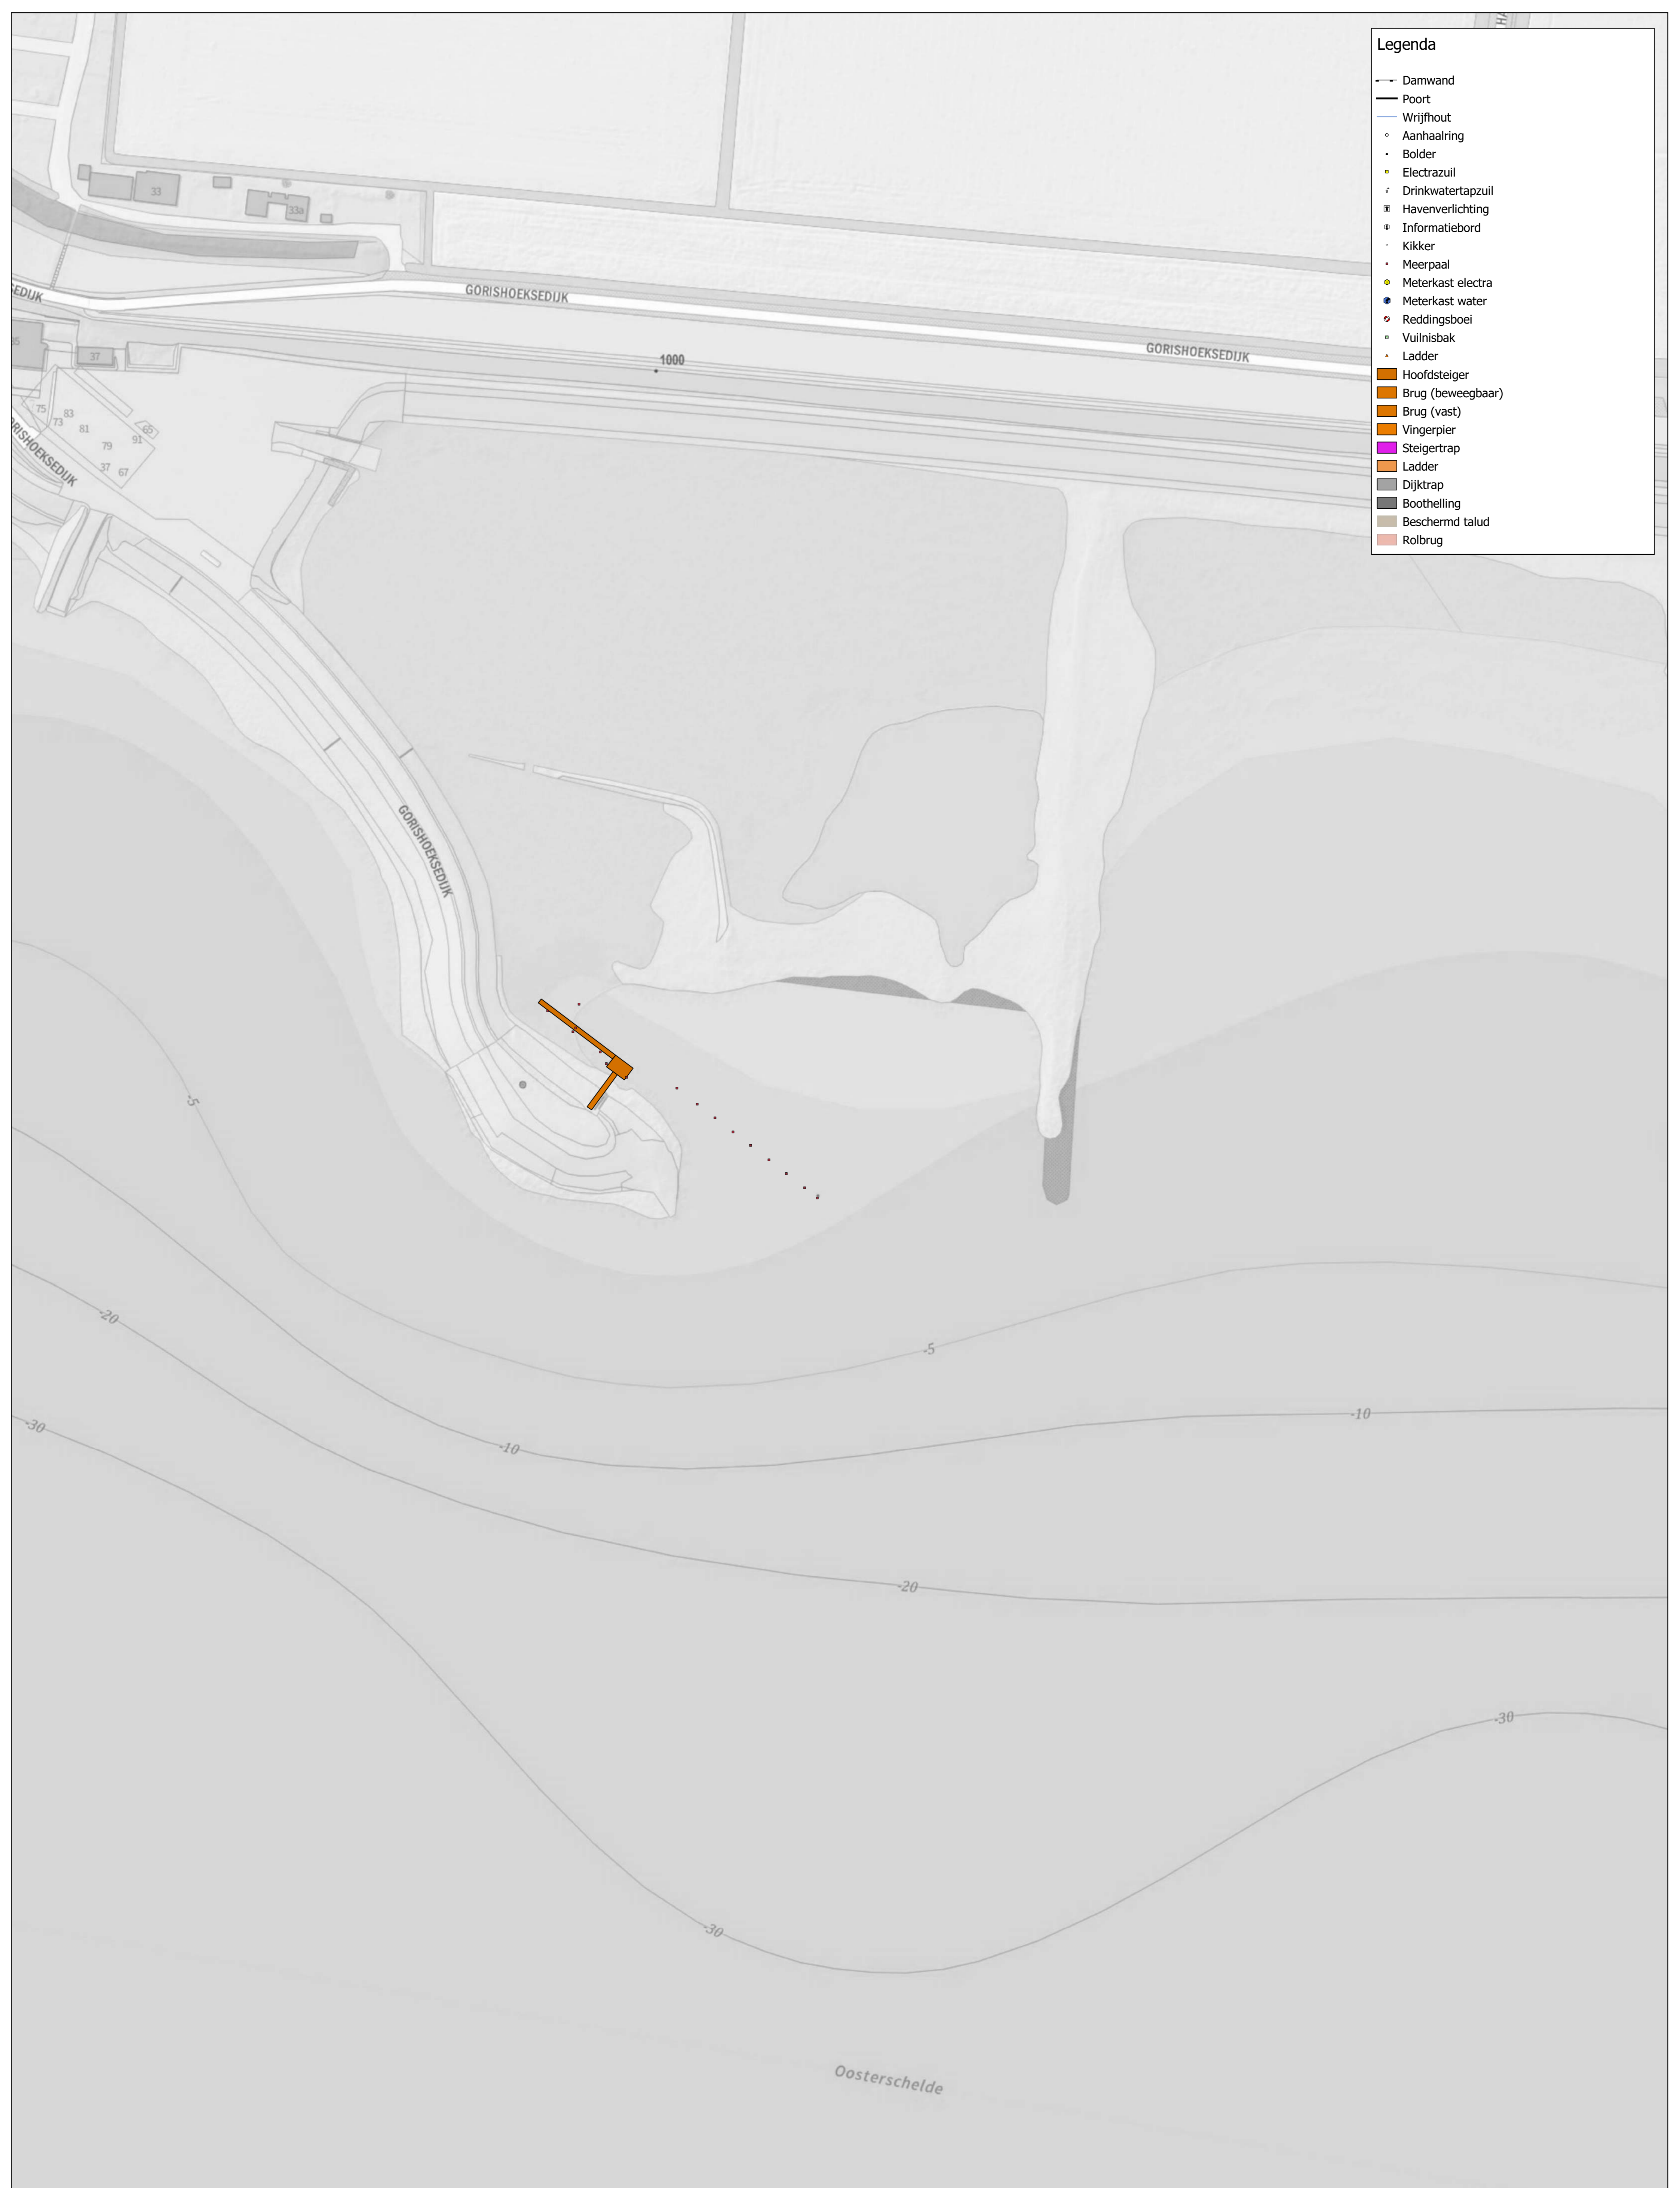 Legenda
Damwand
Poort
Wrijfhout
Aanhaalring
Bolder
Electrazuil
Drinkwatertapzuil
Havenverlichting
Informatiebord
Kikker
Meerpaal
Meterkast electra
Meterkast water
Reddingsboei
Vuilnisbak
Ladder
Hoofdsteiger
Brug (beweegbaar)
Brug (vast)
Vingerpier
Steigertrap
Ladder
Dijktrap
Boothelling
Beschermd talud
Rolbrug
33
33a
GORISHOEKSEDIJK
GORISHOEKSEDIJK
1000
37
75
83
73
81
65
91
79
37
67
GORISHOEKSEDIJK
-5
-20
-5
-30
-10
-10
-20
-30
-30
Oosterschelde